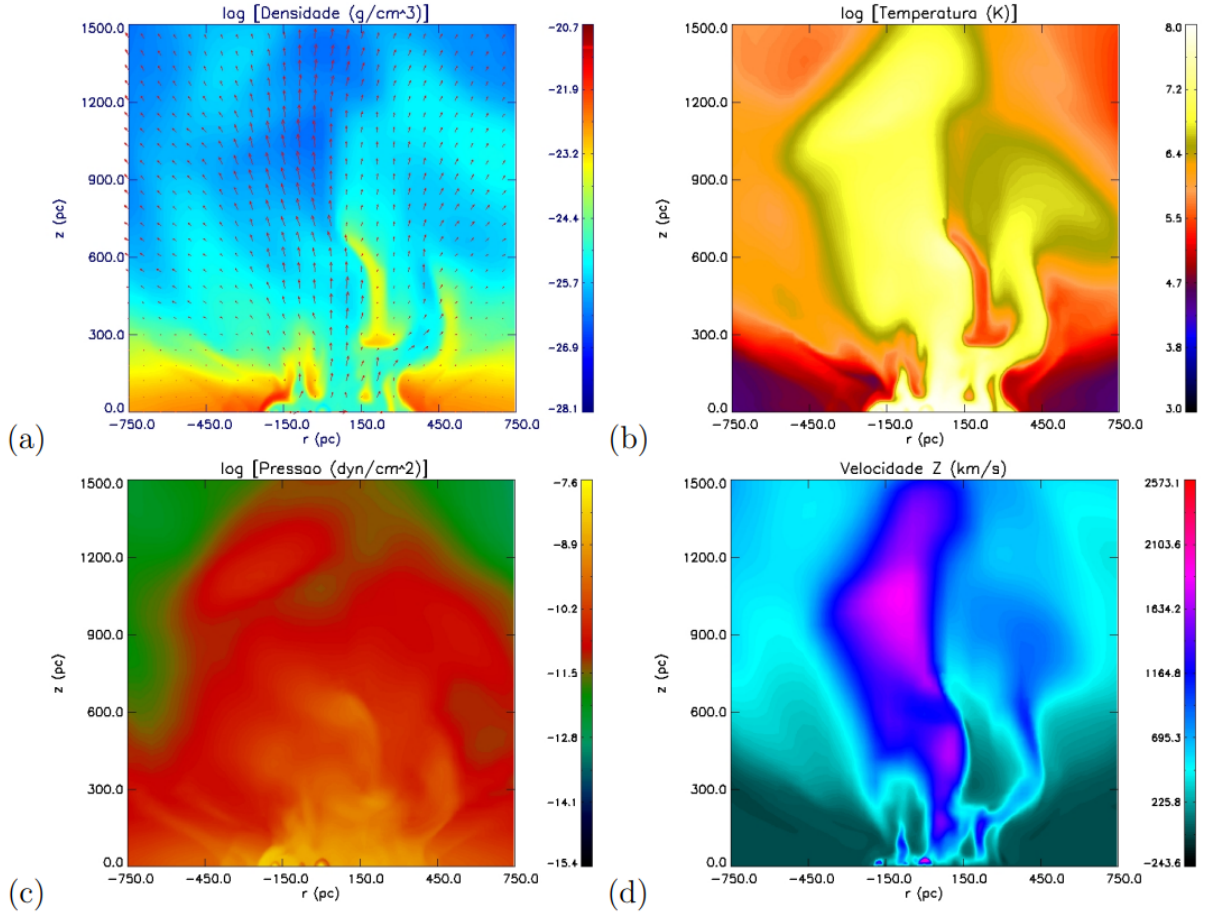 log [Densidade (g/cm^3)]
1500.0
1200.0
900.0
600.0
300.0
0.0
z (pc)
-750.0 -450.0 -150.0 150.0 450.0 750.0
r (pc)
-20.7
-21.9
-23.2
-24.4
-25.7
-26.9
-28.1
(a)
log [Temperatura (K)]
1500.0
1200.0
900.0
600.0
300.0
0.0
z (pc)
-750.0 -450.0 -150.0 150.0 450.0 750.0
r (pc)
8.0
7.2
6.4
5.5
4.7
3.8
3.0
(b)
log [Pressao (dyn/cm^2)]
1500.0
1200.0
900.0
600.0
300.0
0.0
z (pc)
-750.0 -450.0 -150.0 150.0 450.0 750.0
r (pc)
-7.6
-8.9
-10.2
-11.5
-12.8
-14.1
-15.4
(c)
Velocidade Z (km/s)
1500.0
1200.0
900.0
600.0
300.0
0.0
z (pc)
-750.0 -450.0 -150.0 150.0 450.0 750.0
r (pc)
2573.1
2103.6
1634.2
1164.8
695.3
225.8
-243.6
(d)